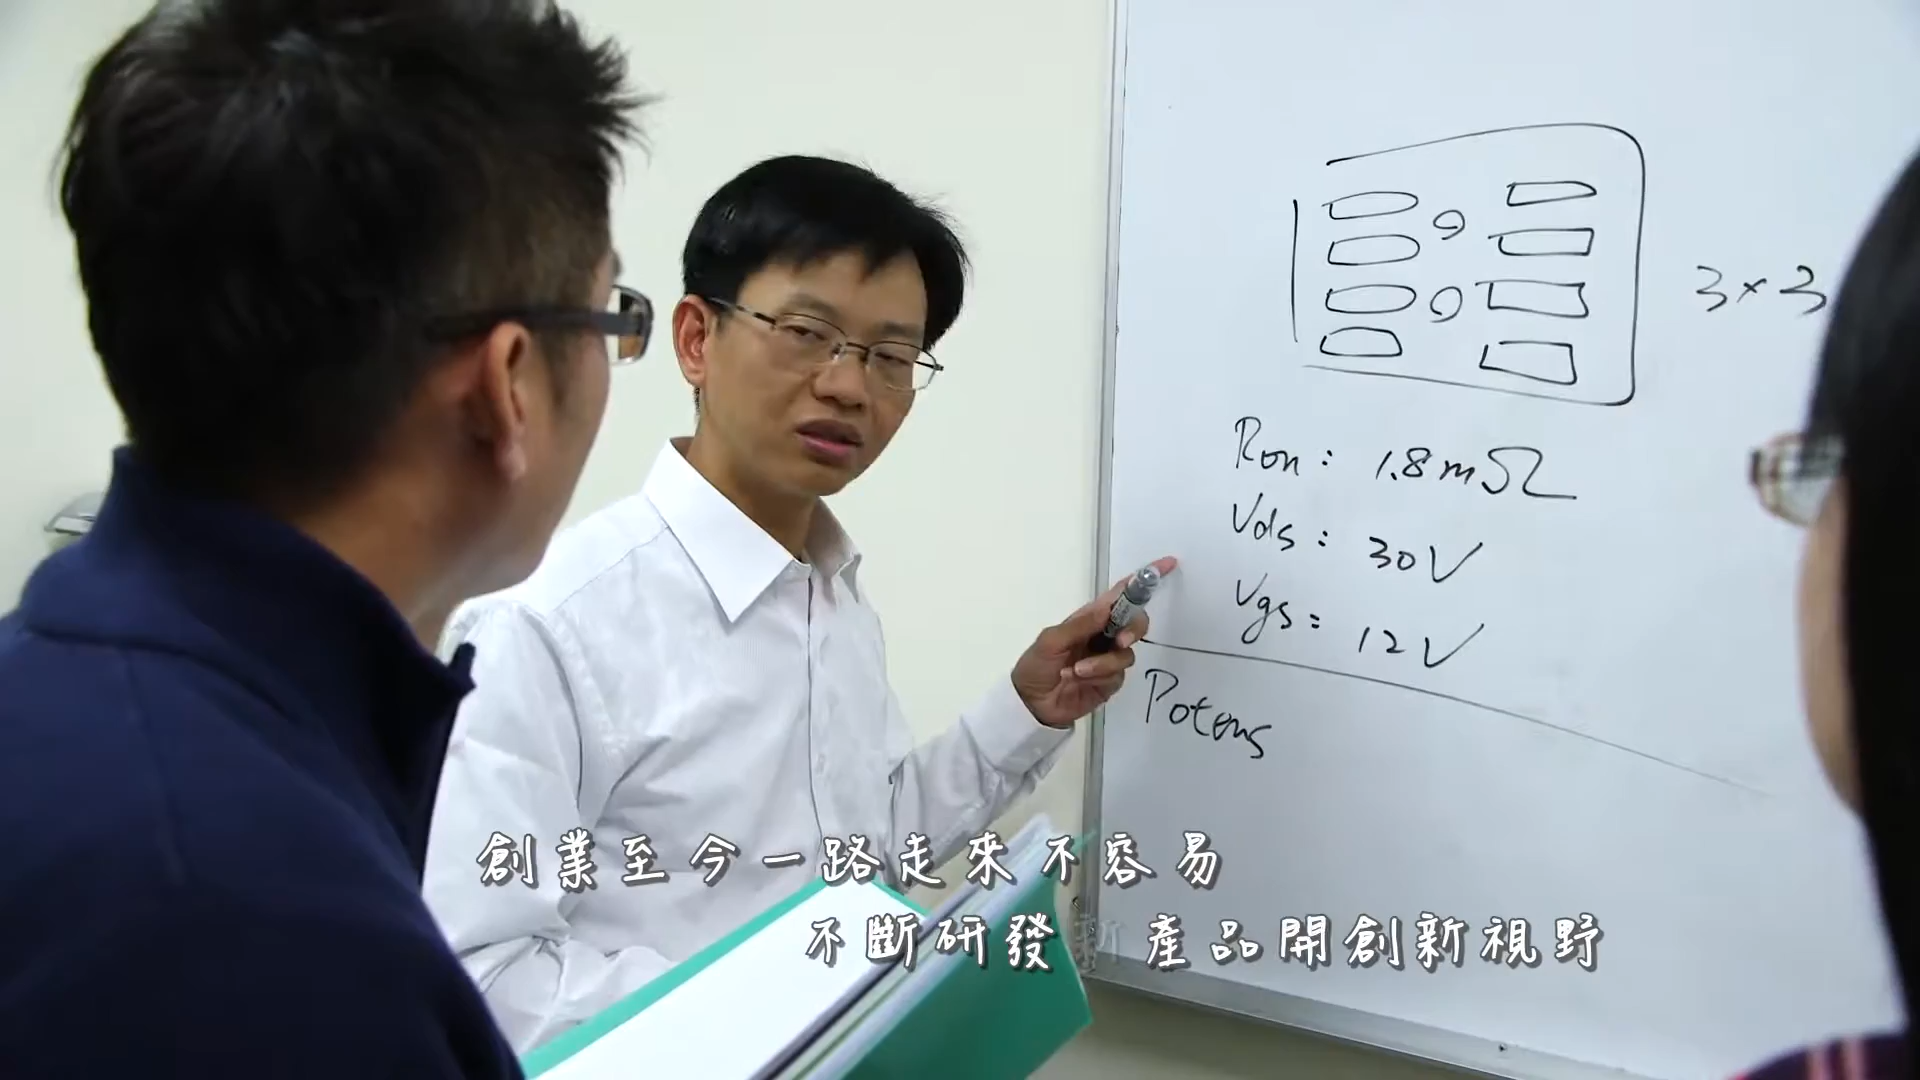 3×3
Ron: 1.8mΩ
Vds: 30V
Vgs: 12V
Potens
創業至今一路走來不容易
不斷研發新產品開創新視野